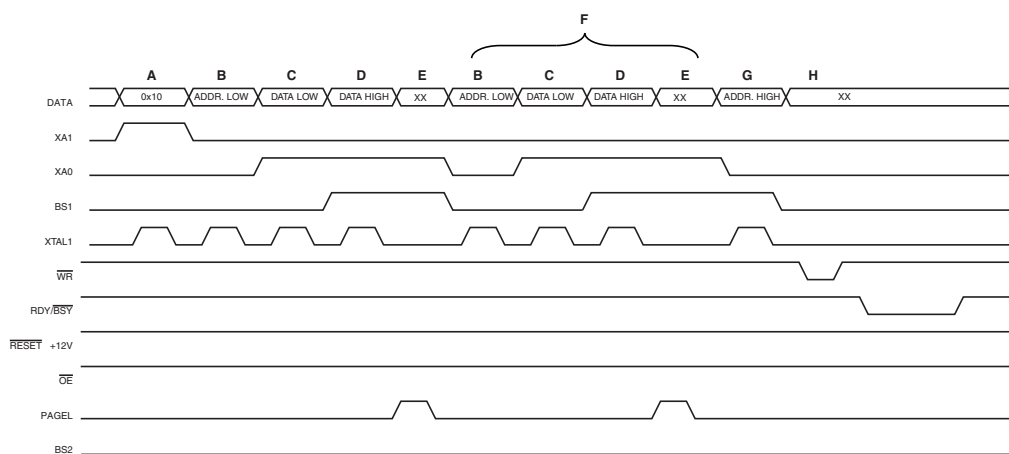 F
A B C D E B C D E G H
DATA 0x10 ADDR. LOW DATA LOW DATA HIGH XX ADDR. LOW DATA LOW DATA HIGH XX ADDR. HIGH XX
XA1
XA0
BS1
XTAL1
WR
RDY/BSY
RESET +12V
OE
PAGEL
BS2